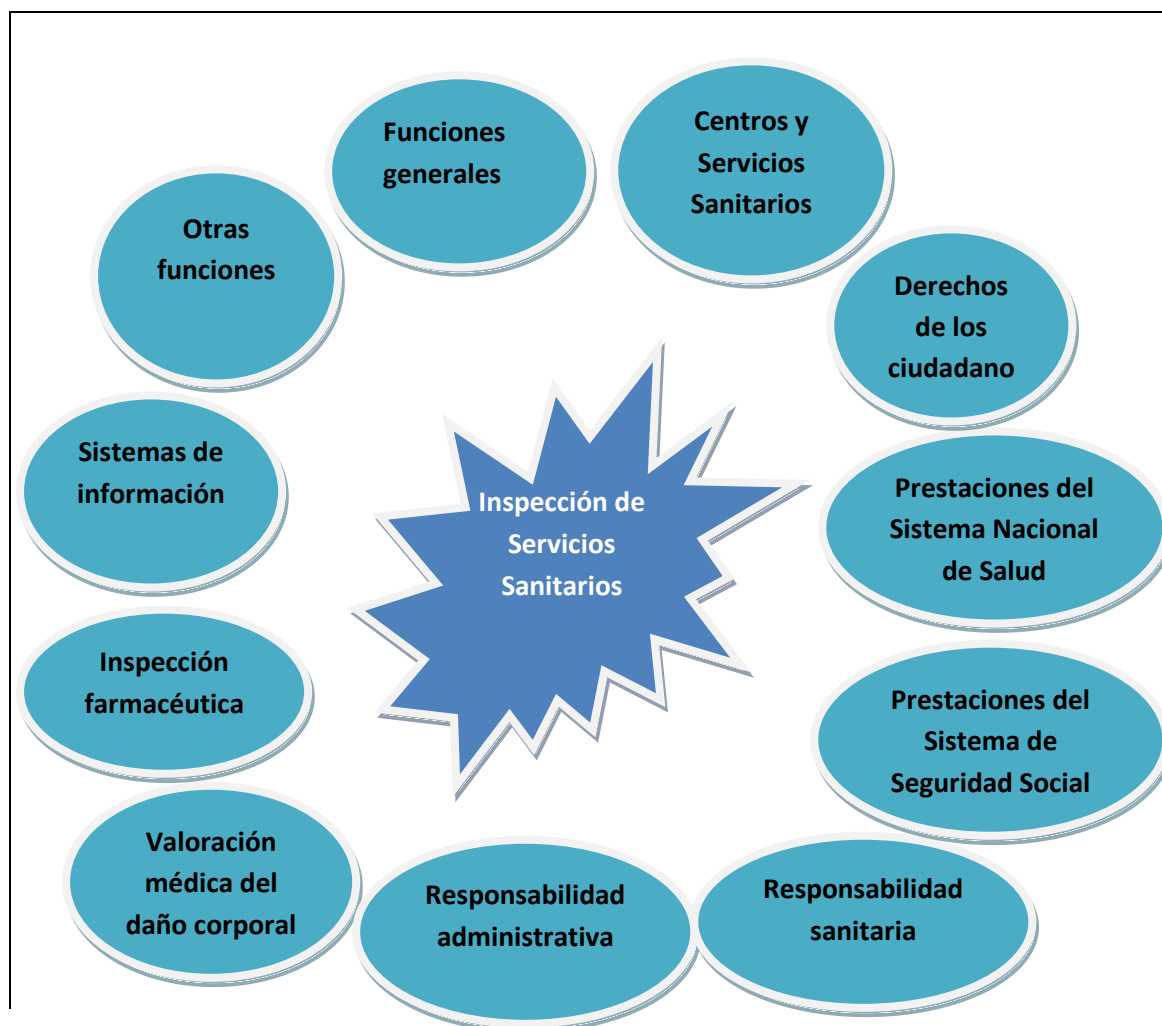 Funciones
generales
Centros y
Servicios
Sanitarios
Derechos
de los
ciudadano
Prestaciones del
Sistema Nacional
de Salud
Prestaciones del
Sistema de
Seguridad Social
Responsabilidad
sanitaria
Responsabilidad
administrativa
Valoración
médica del
daño corporal
Inspección
farmacéutica
Sistemas de
información
Otras
funciones
Inspección de
Servicios
Sanitarios